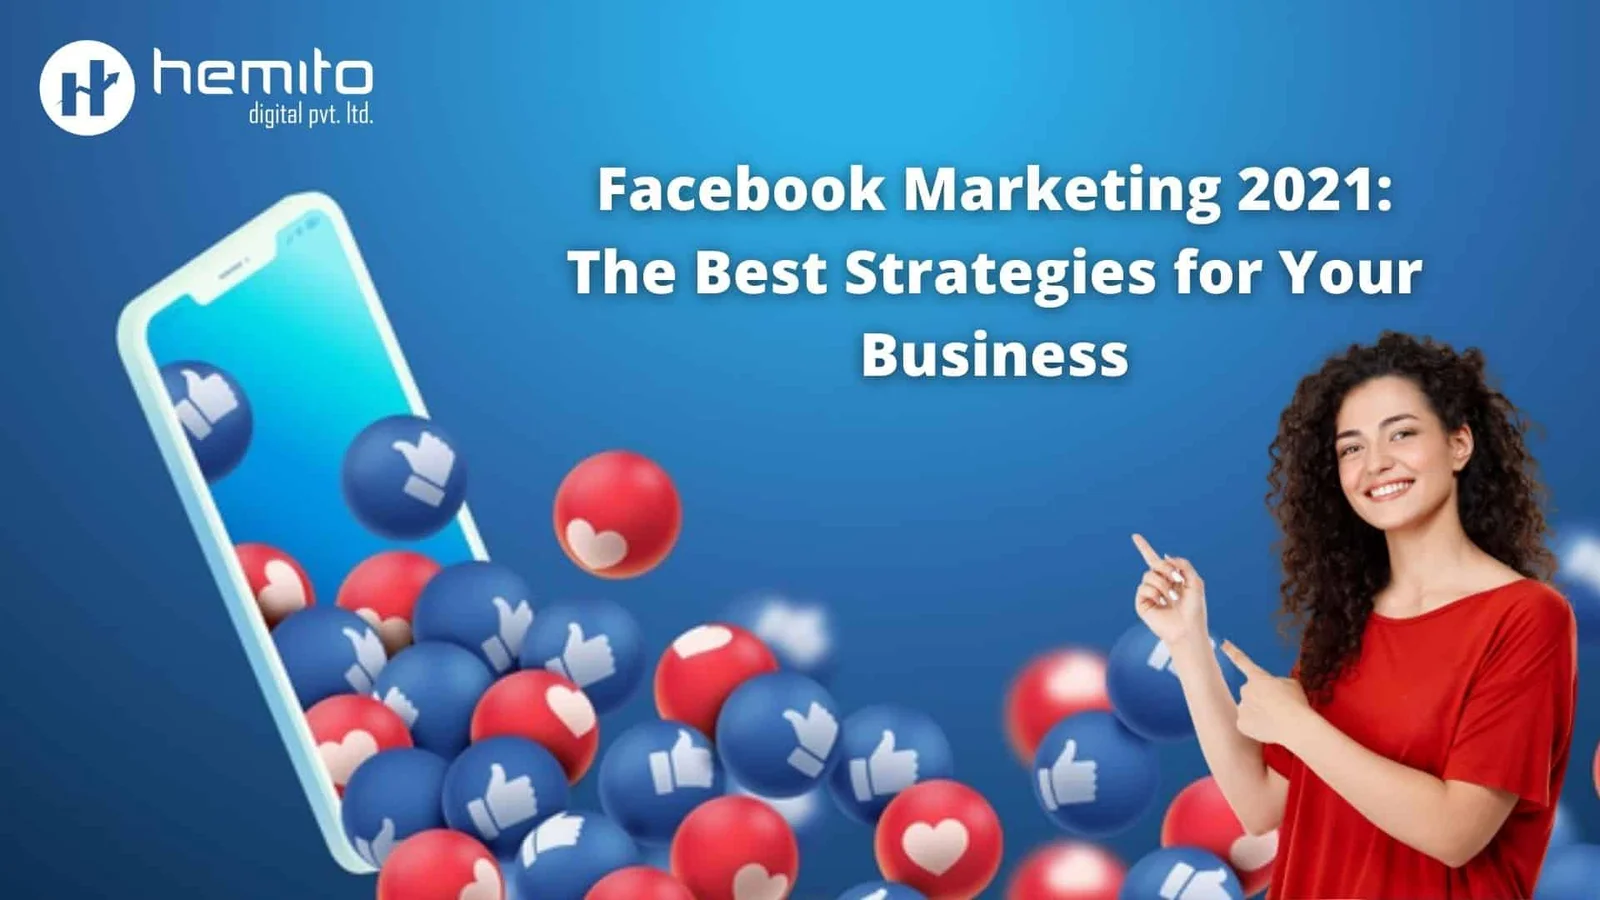 hemito
digital pvt. ltd.
Facebook Marketing 2021:
The Best Strategies for Your
Business